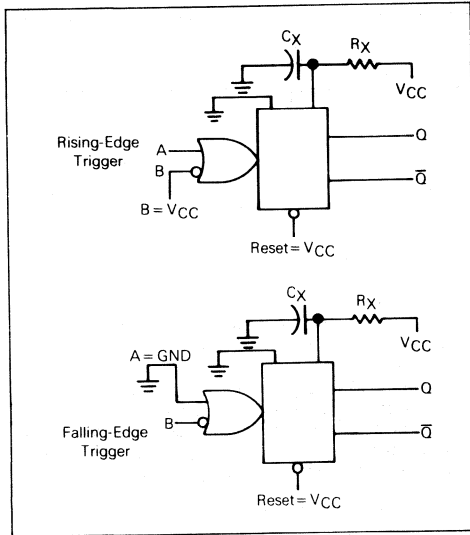 CX
RX
VCC
Rising-Edge
Trigger
A
B
B = VCC
Q
Q̅
Reset = VCC
CX
RX
VCC
A = GND
B
Falling-Edge
Trigger
Q
Q̅
Reset = VCC